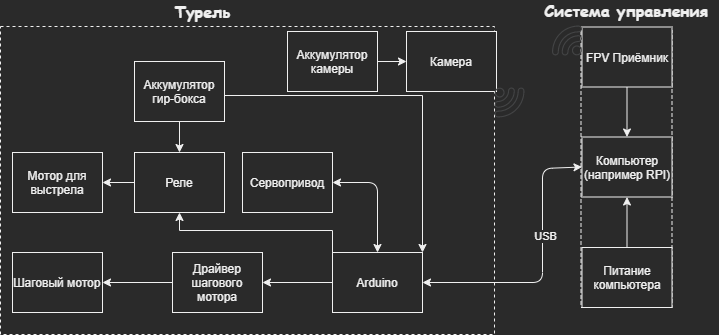 Турель
Система управления
Аккумулятор
камеры
Камера
FPV Приёмник
Аккумулятор
гир-бокса
Мотор для
выстрела
Реле
Сервопривод
Компьютер
(например RPI)
USB
Шаговый мотор
Драйвер
шагового
мотора
Arduino
Питание
компьютера